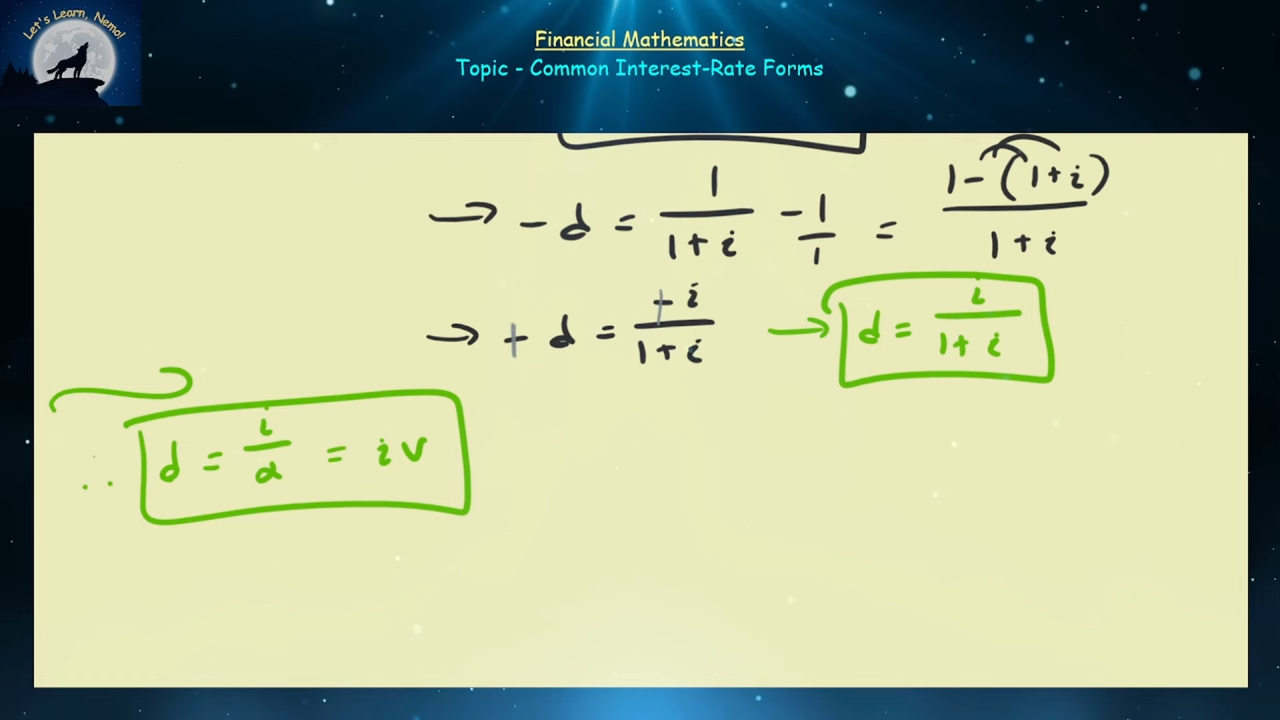 Let's Learn, Nemo!
Financial Mathematics
Topic - Common Interest-Rate Forms
→ - d = 1/(1 + i) - 1/1 = (1 - (1 + i))/(1 + i)
→ + d = + i/(1 + i) → d = i/(1 + i)
∴ d = i/α = i v